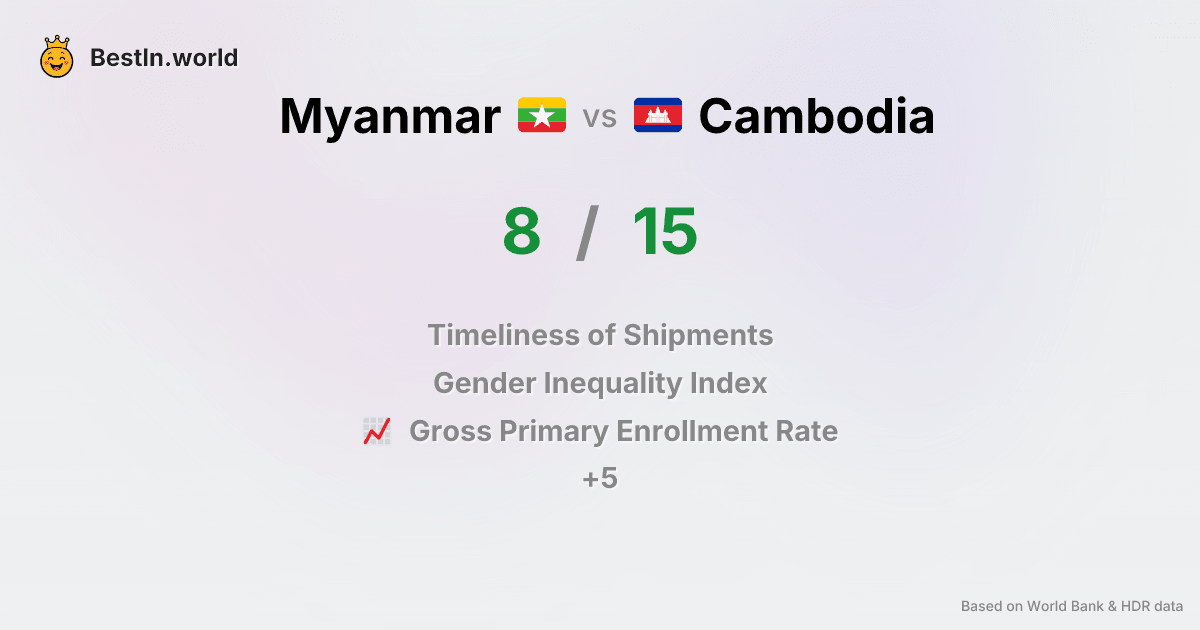 BestIn.world
Myanmar vs Cambodia
8 / 15
Timeliness of Shipments
Gender Inequality Index
Gross Primary Enrollment Rate
+5
Based on World Bank & HDR data